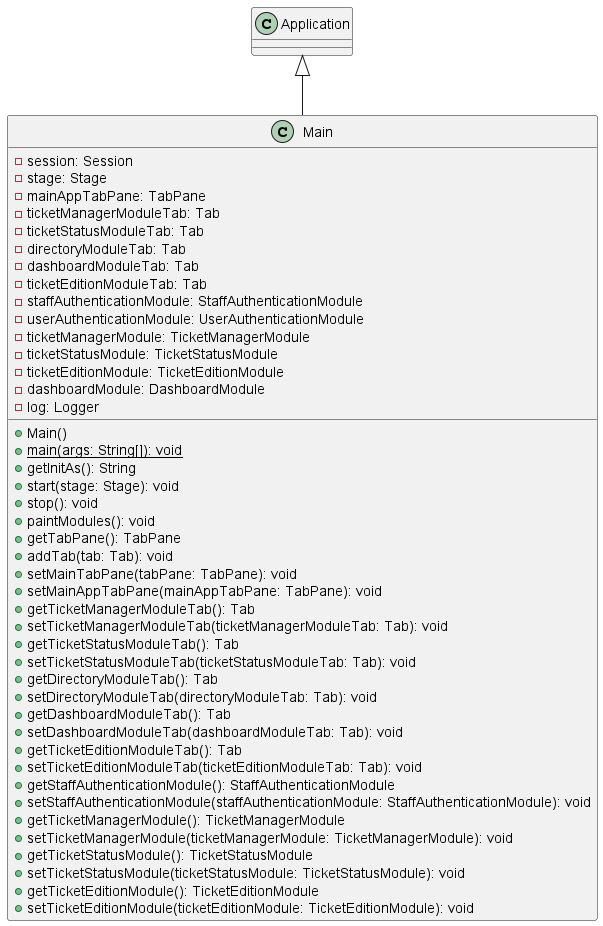 C Application
C Main
session: Session
stage: Stage
mainAppTabPane: TabPane
ticketManagerModuleTab: Tab
ticketStatusModuleTab: Tab
directoryModuleTab: Tab
dashboardModuleTab: Tab
ticketEditionModuleTab: Tab
staffAuthenticationModule: StaffAuthenticationModule
userAuthenticationModule: UserAuthenticationModule
ticketManagerModule: TicketManagerModule
ticketStatusModule: TicketStatusModule
ticketEditionModule: TicketEditionModule
dashboardModule: DashboardModule
log: Logger
Main()
main(args: String[]): void
getInitAs(): String
start(stage: Stage): void
stop(): void
paintModules(): void
getTabPane(): TabPane
addTab(tab: Tab): void
setMainTabPane(tabPane: TabPane): void
setMainAppTabPane(mainAppTabPane: TabPane): void
getTicketManagerModuleTab(): Tab
setTicketManagerModuleTab(ticketManagerModuleTab: Tab): void
getTicketStatusModuleTab(): Tab
setTicketStatusModuleTab(ticketStatusModuleTab: Tab): void
getDirectoryModuleTab(): Tab
setDirectoryModuleTab(directoryModuleTab: Tab): void
getDashboardModuleTab(): Tab
setDashboardModuleTab(dashboardModuleTab: Tab): void
getTicketEditionModuleTab(): Tab
setTicketEditionModuleTab(ticketEditionModuleTab: Tab): void
getStaffAuthenticationModule(): StaffAuthenticationModule
setStaffAuthenticationModule(staffAuthenticationModule: StaffAuthenticationModule): void
getTicketManagerModule(): TicketManagerModule
setTicketManagerModule(ticketManagerModule: TicketManagerModule): void
getTicketStatusModule(): TicketStatusModule
setTicketStatusModule(ticketStatusModule: TicketStatusModule): void
getTicketEditionModule(): TicketEditionModule
setTicketEditionModule(ticketEditionModule: TicketEditionModule): void